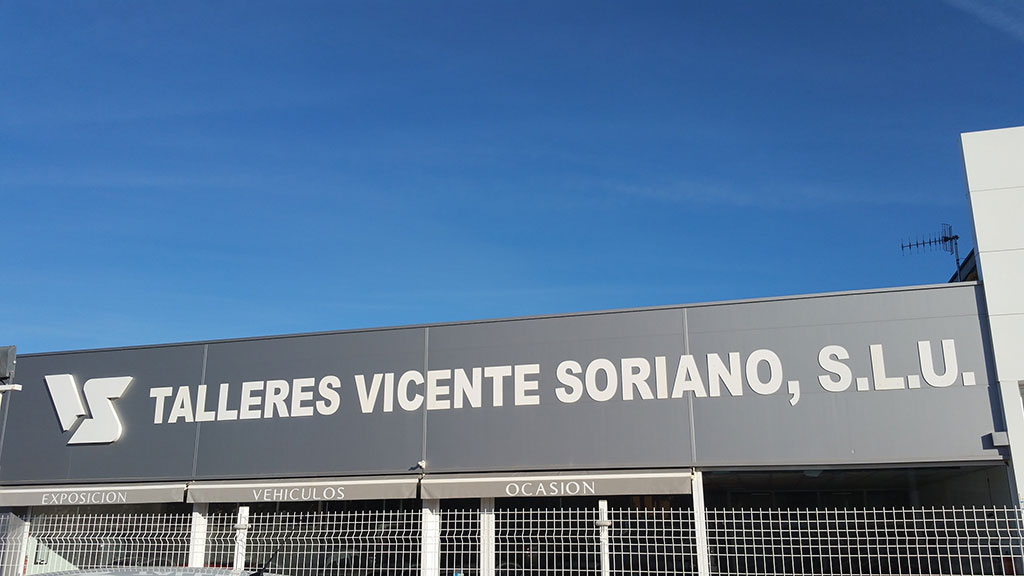 VS TALLERES VICENTE SORIANO, S.L.U.
EXPOSICION VEHICULOS OCASION